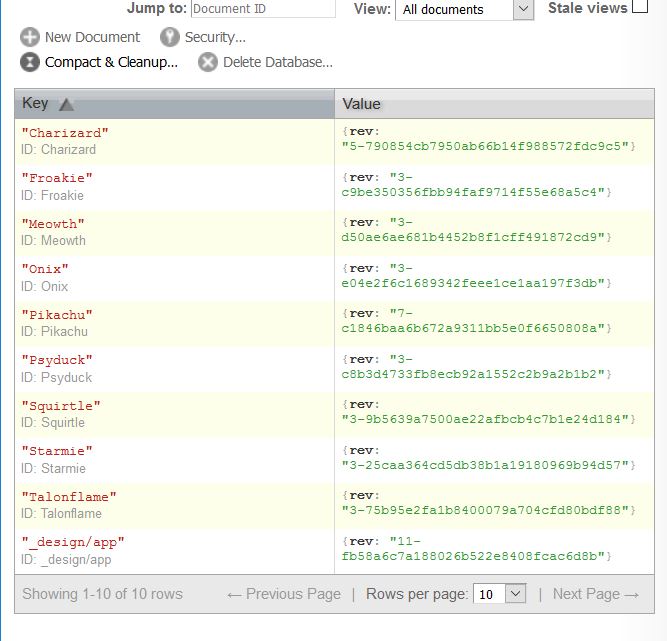 Jump to: Document ID View: All documents Stale views
New Document Security...
Compact & Cleanup... Delete Database...
Key Value
"Charizard" {rev:
ID: Charizard "5-790854cb7950ab66b14f988572fdc9c5"}
"Froakie" {rev: "3-
ID: Froakie c9be350356fbb94faf9714f55e68a5c4"}
"Meowth" {rev: "3-
ID: Meowth d50ae6ae681b4452b8f1cff491872cd9"}
"Onix" {rev: "3-
ID: Onix e04e2f6c1689342feee1ce1aa197f3db"}
"Pikachu" {rev: "7-
ID: Pikachu c1846baa6b672a9311bb5e0f6650808a"}
"Psyduck" {rev: "3-
ID: Psyduck c8b3d4733fb8ecb92a1552c2b9a2b1b2"}
"Squirtle" {rev:
ID: Squirtle "3-9b5639a7500ae22afbcb4c7b1e24d184"}
"Starmie" {rev:
ID: Starmie "3-25caa364cd5db38b1a19180969b94d57"}
"Talonflame" {rev:
ID: Talonflame "3-75b95e2fa1b8400079a704cfd80bdf88"}
"_design/app" {rev: "11-
ID: _design/app fb58a6c7a188026b522e8408fcac6d8b"}
Showing 1-10 of 10 rows ← Previous Page | Rows per page: 10 | Next Page →